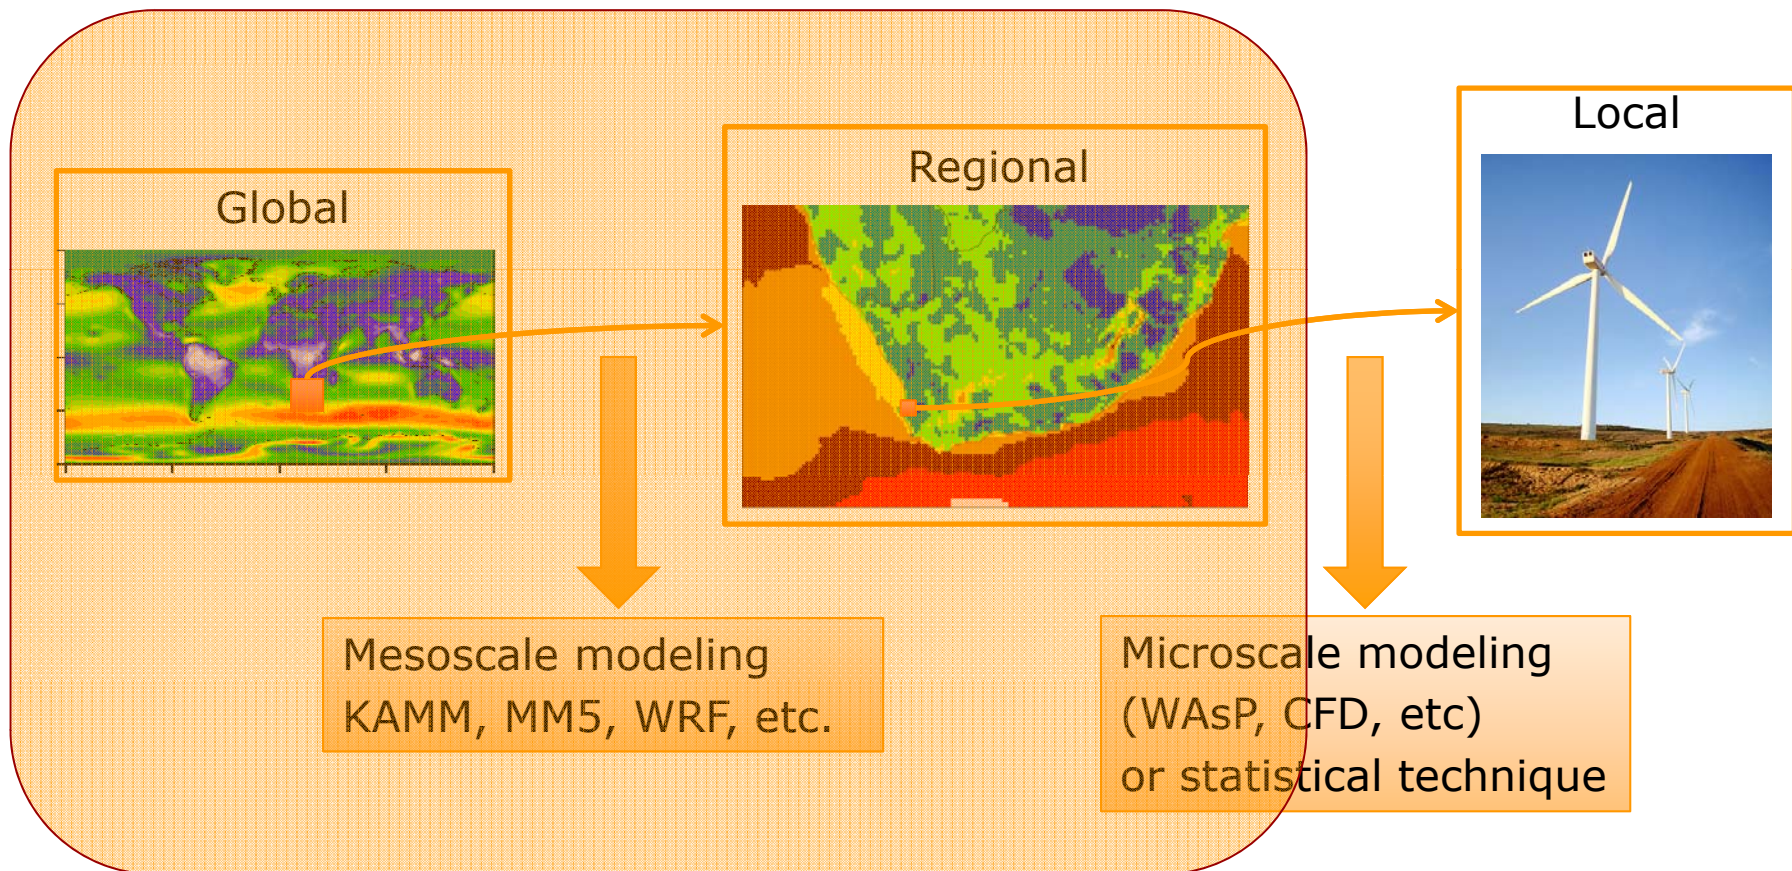 Global
Regional
Local
Mesoscale modeling
KAMM, MM5, WRF, etc.
Microscale modeling
(WAsP, CFD, etc)
or statistical technique